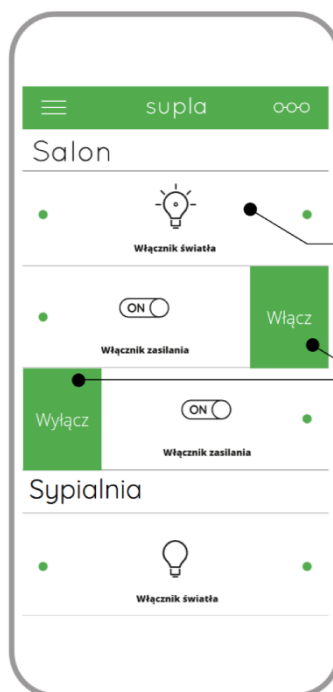 supla
Salon
Włącznik światła
ON
Włącz
Włącznik zasilania
Wyłącz
ON
Włącznik zasilania
Sypialnia
Włącznik światła